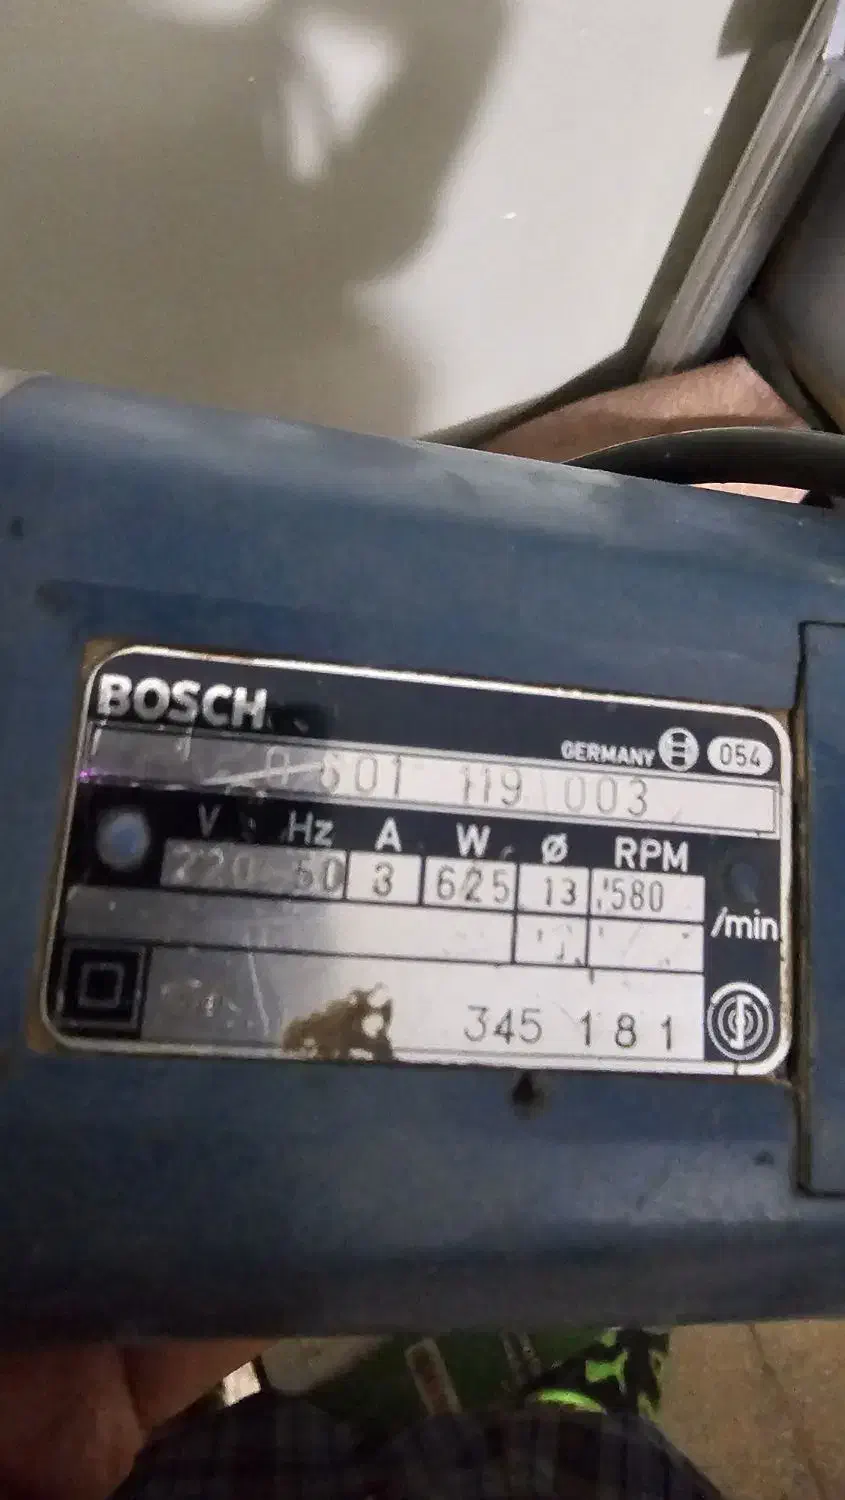 BOSCH
GERMANY 054
0 601 119 003
V Hz A W Ø RPM
220 50 3 625 13 580
/min
345 181